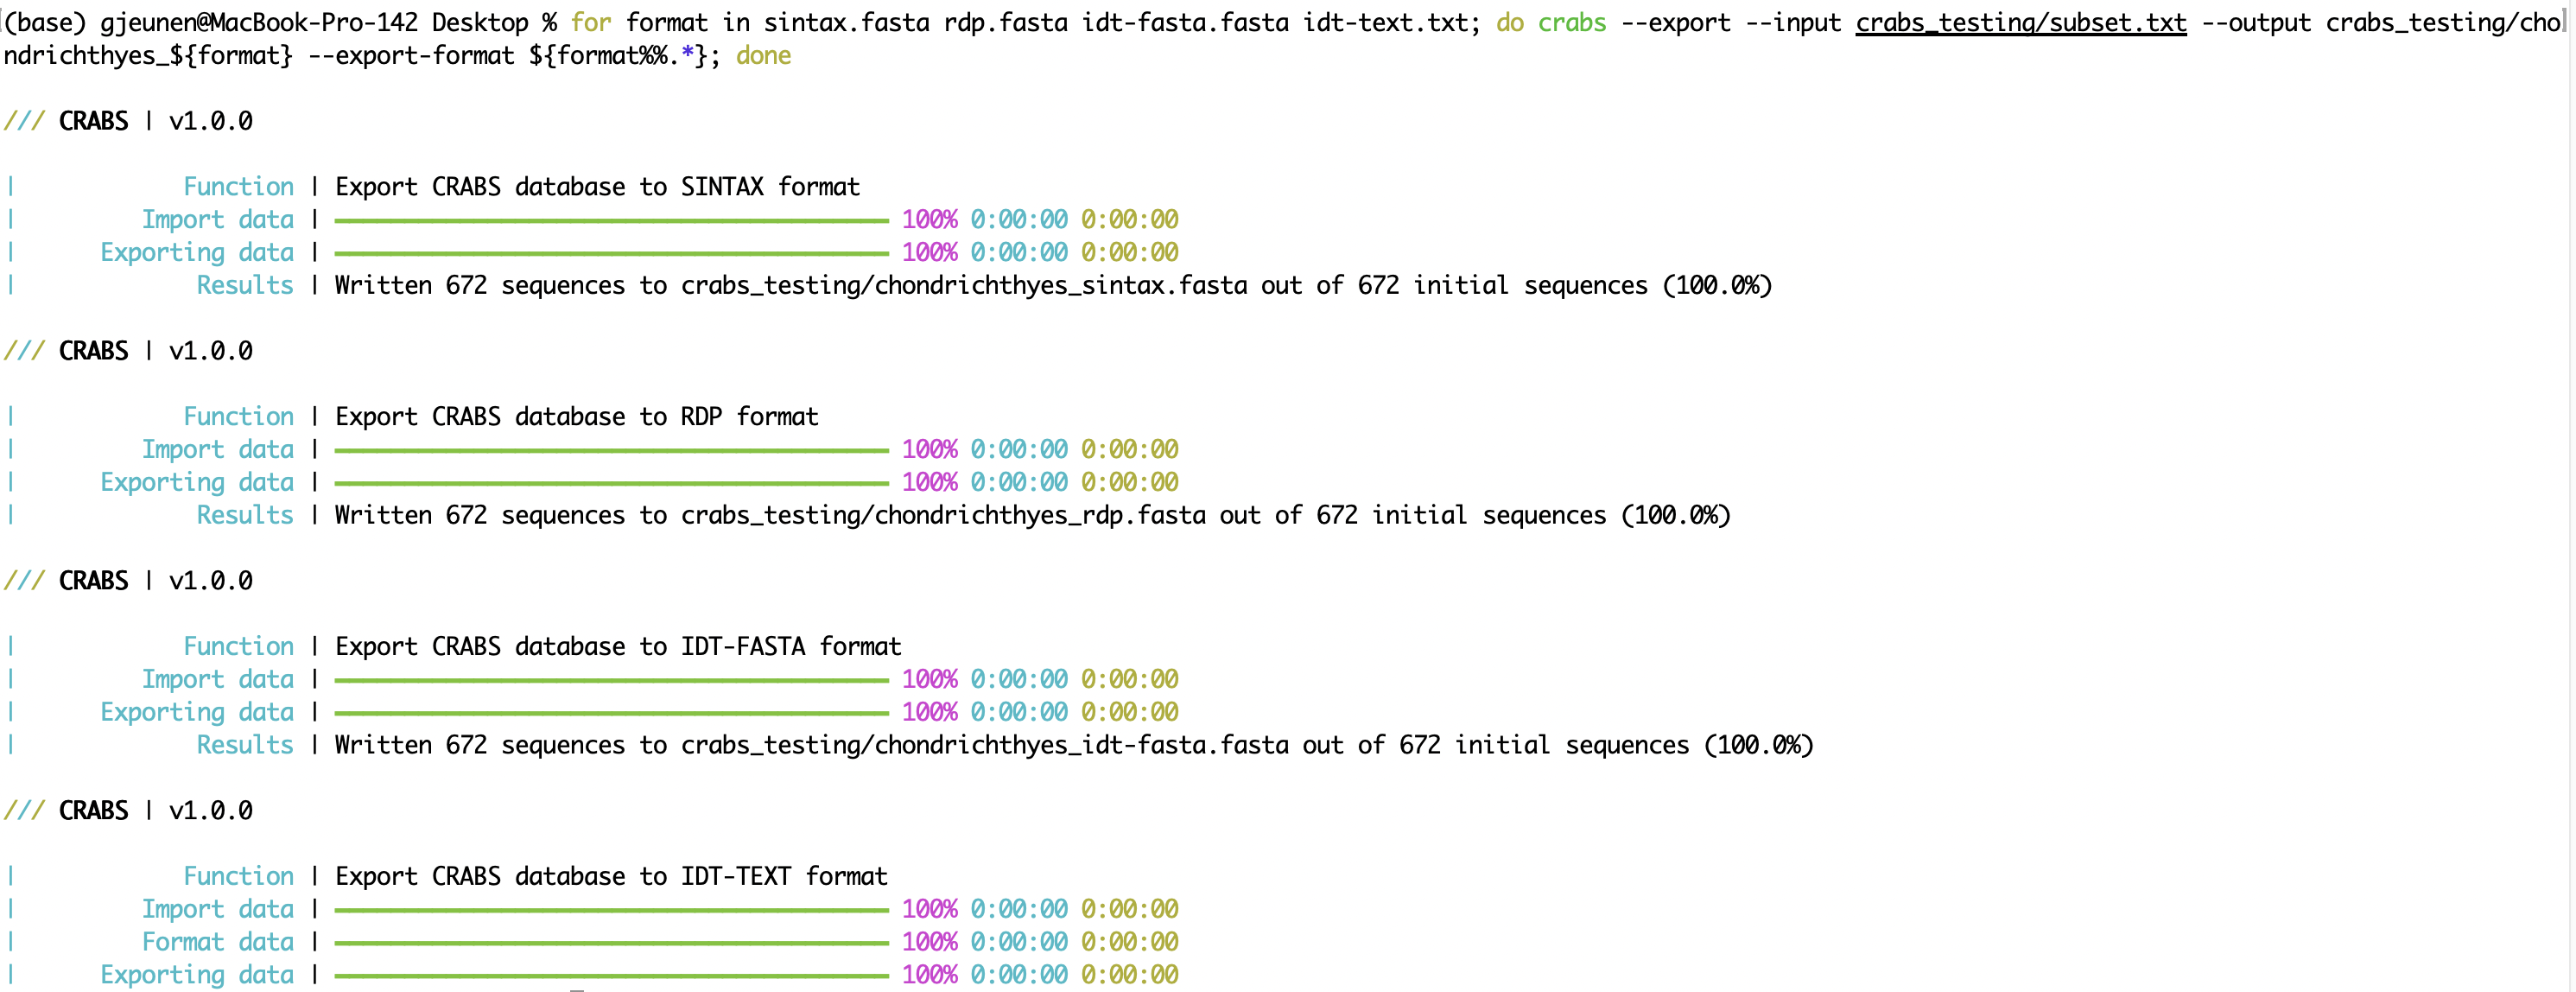 (base) gjeunen@MacBook-Pro-142 Desktop % for format in sintax.fasta rdp.fasta idt-fasta.fasta idt-text.txt; do crabs --export --input crabs_testing/subset.txt --output crabs_testing/cho
ndrichthyes_${format} --export-format ${format%%.*}; done
/// CRABS | v1.0.0
| Function | Export CRABS database to SINTAX format
| Import data | 100% 0:00:00 0:00:00
| Exporting data | 100% 0:00:00 0:00:00
| Results | Written 672 sequences to crabs_testing/chondrichthyes_sintax.fasta out of 672 initial sequences (100.0%)
/// CRABS | v1.0.0
| Function | Export CRABS database to RDP format
| Import data | 100% 0:00:00 0:00:00
| Exporting data | 100% 0:00:00 0:00:00
| Results | Written 672 sequences to crabs_testing/chondrichthyes_rdp.fasta out of 672 initial sequences (100.0%)
/// CRABS | v1.0.0
| Function | Export CRABS database to IDT-FASTA format
| Import data | 100% 0:00:00 0:00:00
| Exporting data | 100% 0:00:00 0:00:00
| Results | Written 672 sequences to crabs_testing/chondrichthyes_idt-fasta.fasta out of 672 initial sequences (100.0%)
/// CRABS | v1.0.0
| Function | Export CRABS database to IDT-TEXT format
| Import data | 100% 0:00:00 0:00:00
| Format data | 100% 0:00:00 0:00:00
| Exporting data | 100% 0:00:00 0:00:00